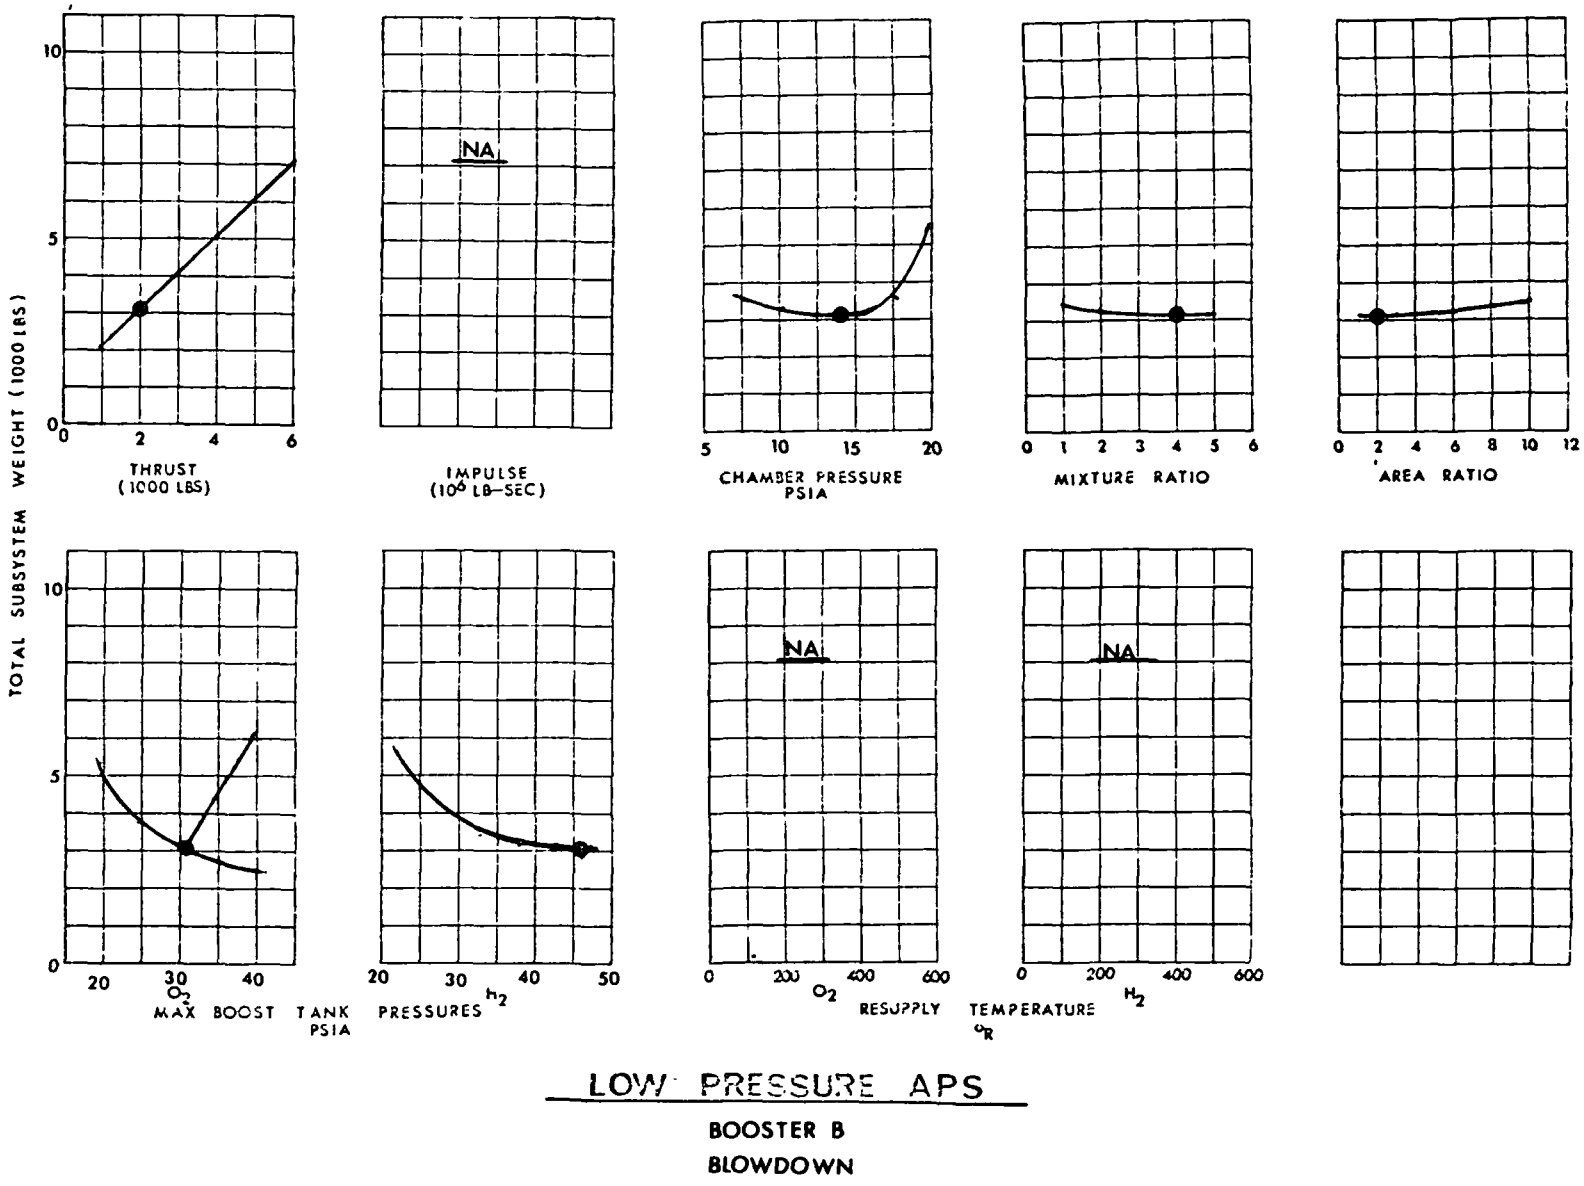 TOTAL SUBSYSTEM WEIGHT (1000 LBS)
10
5
0
0 2 4 6
THRUST
(1000 LBS)
NA
IMPULSE
(10⁶ LB-SEC)
5 10 15 20
CHAMBER PRESSURE
PSIA
0 1 2 3 4 5 6
MIXTURE RATIO
0 2 4 6 8 10 12
AREA RATIO
10
5
0
20 30 40
O₂
20 30 40 50
H₂
MAX BOOST TANK PRESSURES
PSIA
NA
0 200 400 600
O₂
NA
0 200 400 600
H₂
RESUPPLY TEMPERATURE
°R
LOW PRESSURE APS
BOOSTER B
BLOWDOWN